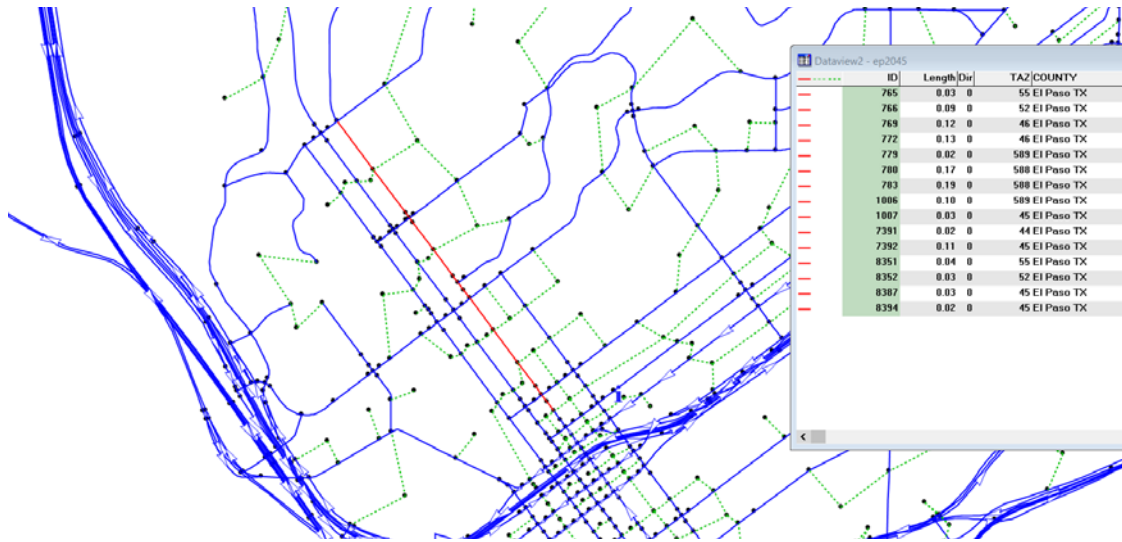 Dataview2 - ep2045
ID Length Dir TAZ COUNTY
765 0.03 0 55 El Paso TX
766 0.09 0 52 El Paso TX
769 0.12 0 46 El Paso TX
772 0.13 0 46 El Paso TX
779 0.02 0 589 El Paso TX
780 0.17 0 588 El Paso TX
783 0.19 0 588 El Paso TX
1006 0.10 0 589 El Paso TX
1007 0.03 0 45 El Paso TX
7391 0.02 0 44 El Paso TX
7392 0.11 0 45 El Paso TX
8351 0.04 0 55 El Paso TX
8352 0.03 0 52 El Paso TX
8387 0.03 0 45 El Paso TX
8394 0.02 0 45 El Paso TX